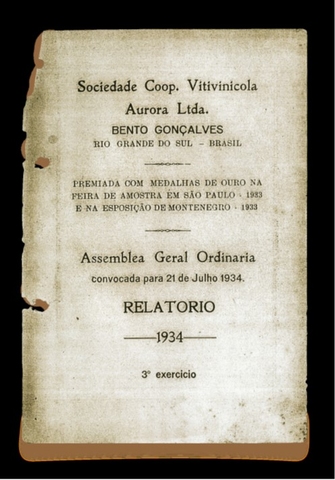 Sociedade Coop. Vitivinicola
Aurora Ltda.
BENTO GONÇALVES
RIO GRANDE DO SUL - BRASIL
PREMIADA COM MEDALHAS DE OURO NA
FEIRA DE AMOSTRA EM SÃO PAULO - 1933
E NA ESPOSIÇÃO DE MONTENEGRO - 1933
Assemblea Geral Ordinaria
convocada para 21 de Julho 1934.
RELATORIO
1934
3º exercicio